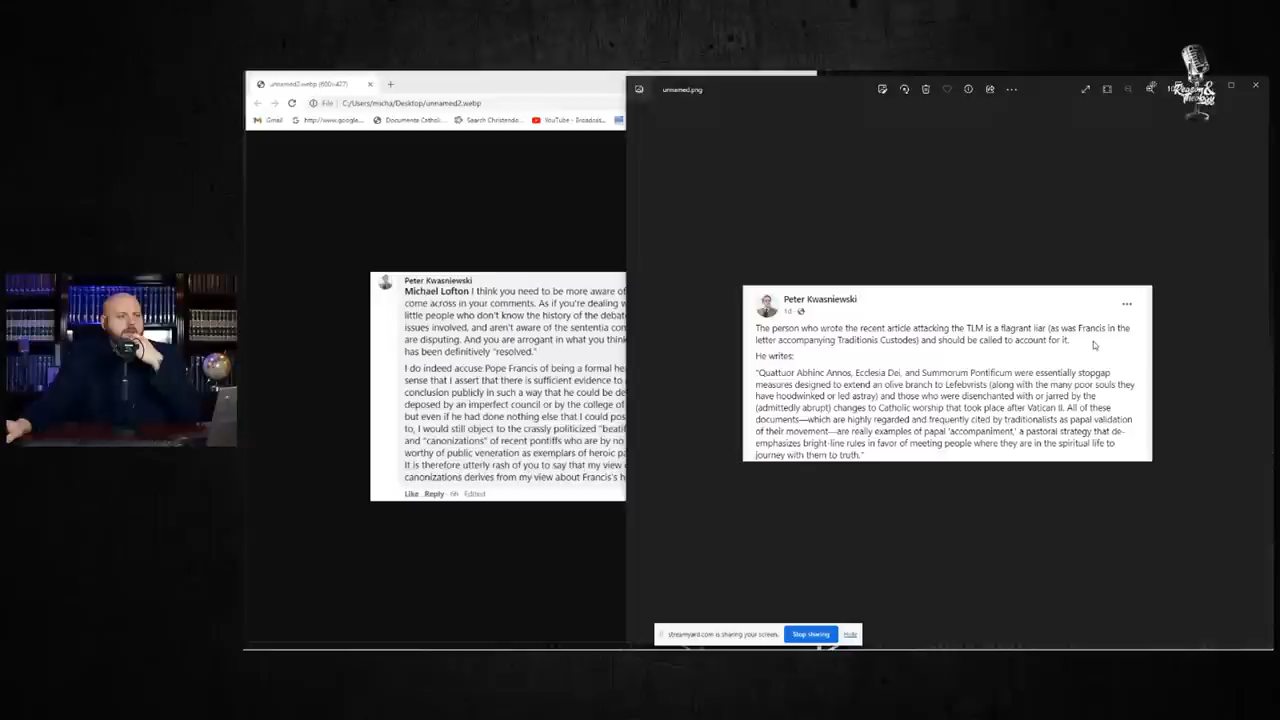 unnamed2.webp (600×427)
File
C:/Users/micha/Desktop/unnamed2.webp
Gmail
http://www.google...
Documenta Catholi...
Search Christendo...
YouTube - Broadcas...
unnamed.png
Reason &
Theology
Peter Kwasniewski
Michael Lofton I think you need to be more aware of
come across in your comments. As if you're dealing w
little people who don't know the history of the debate
issues involved, and aren't aware of the sententia con
are disputing. And you are arrogant in what you think
has been definitively "resolved."
I do indeed accuse Pope Francis of being a formal he
sense that I assert that there is sufficient evidence to
conclusion publicly in such a way that he could be de
deposed by an imperfect council or by the college of
but even if he had done nothing else that I could pos
to, I would still object to the crassly politicized "beatif
and "canonizations" of recent pontiffs who are by no
worthy of public veneration as exemplars of heroic pa
It is therefore utterly rash of you to say that my view
canonizations derives from my view about Francis's h
Like Reply 6h Edited
Peter Kwasniewski
1d
The person who wrote the recent article attacking the TLM is a flagrant liar (as was Francis in the
letter accompanying Traditionis Custodes) and should be called to account for it.
He writes:
"Quattuor Abhinc Annos, Ecclesia Dei, and Summorum Pontificum were essentially stopgap
measures designed to extend an olive branch to Lefebvrists (along with the many poor souls they
have hoodwinked or led astray) and those who were disenchanted with or jarred by the
(admittedly abrupt) changes to Catholic worship that took place after Vatican II. All of these
documents—which are highly regarded and frequently cited by traditionalists as papal validation
of their movement—are really examples of papal 'accompaniment,' a pastoral strategy that de-
emphasizes bright-line rules in favor of meeting people where they are in the spiritual life to
journey with them to truth."
streamyard.com is sharing your screen.
Stop sharing
Hide